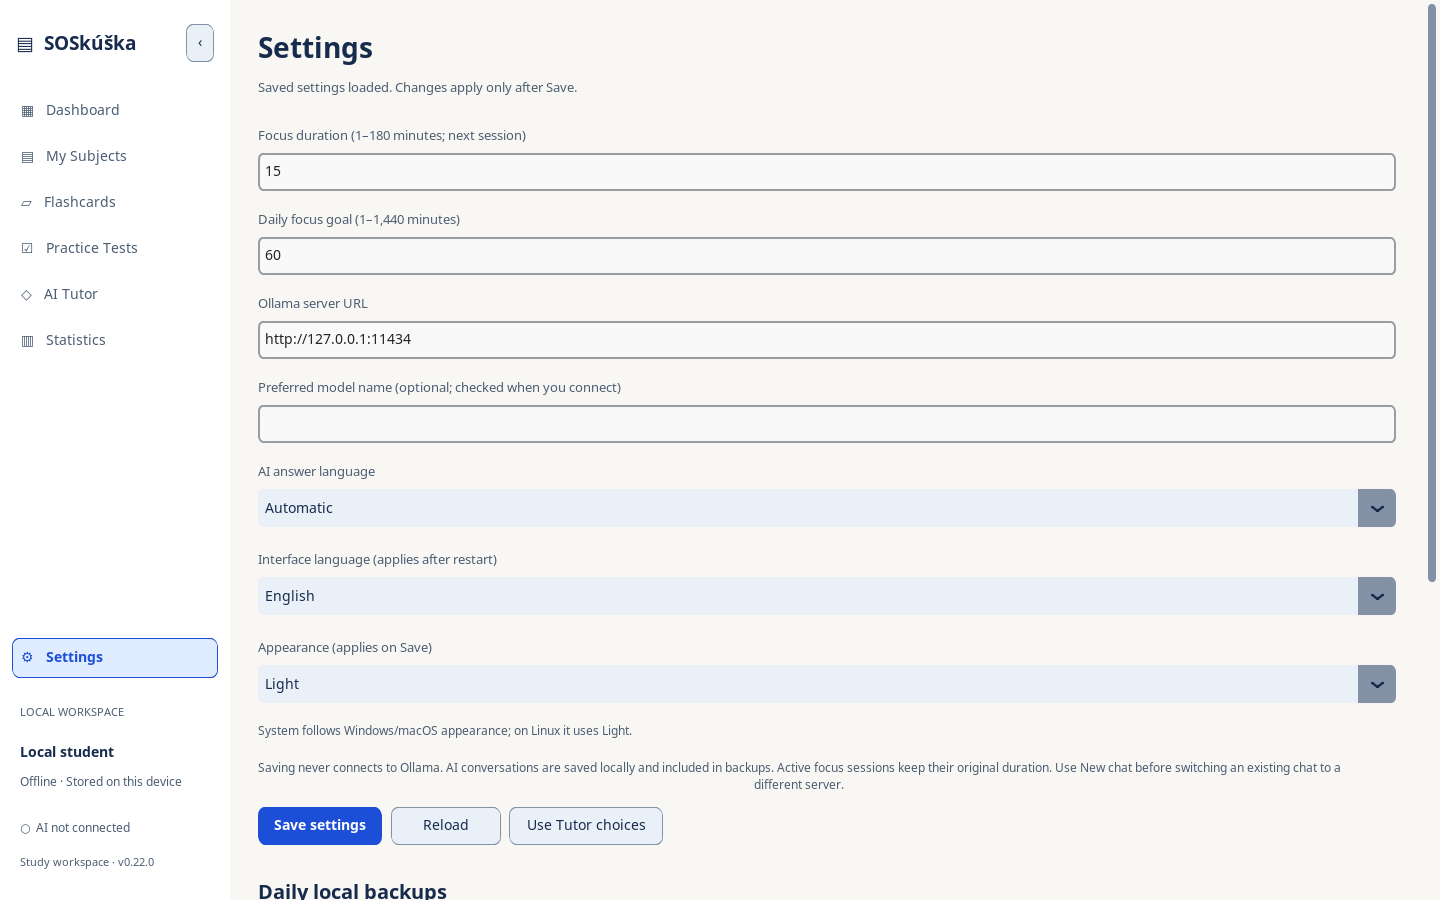 SOSkúška
‹
Dashboard
My Subjects
Flashcards
Practice Tests
AI Tutor
Statistics
Settings
LOCAL WORKSPACE
Local student
Offline · Stored on this device
AI not connected
Study workspace · v0.22.0
Settings
Saved settings loaded. Changes apply only after Save.
Focus duration (1–180 minutes; next session)
15
Daily focus goal (1–1,440 minutes)
60
Ollama server URL
http://127.0.0.1:11434
Preferred model name (optional; checked when you connect)
AI answer language
Automatic
Interface language (applies after restart)
English
Appearance (applies on Save)
Light
System follows Windows/macOS appearance; on Linux it uses Light.
Saving never connects to Ollama. AI conversations are saved locally and included in backups. Active focus sessions keep their original duration. Use New chat before switching an existing chat to a
different server.
Save settings
Reload
Use Tutor choices
Daily local backups